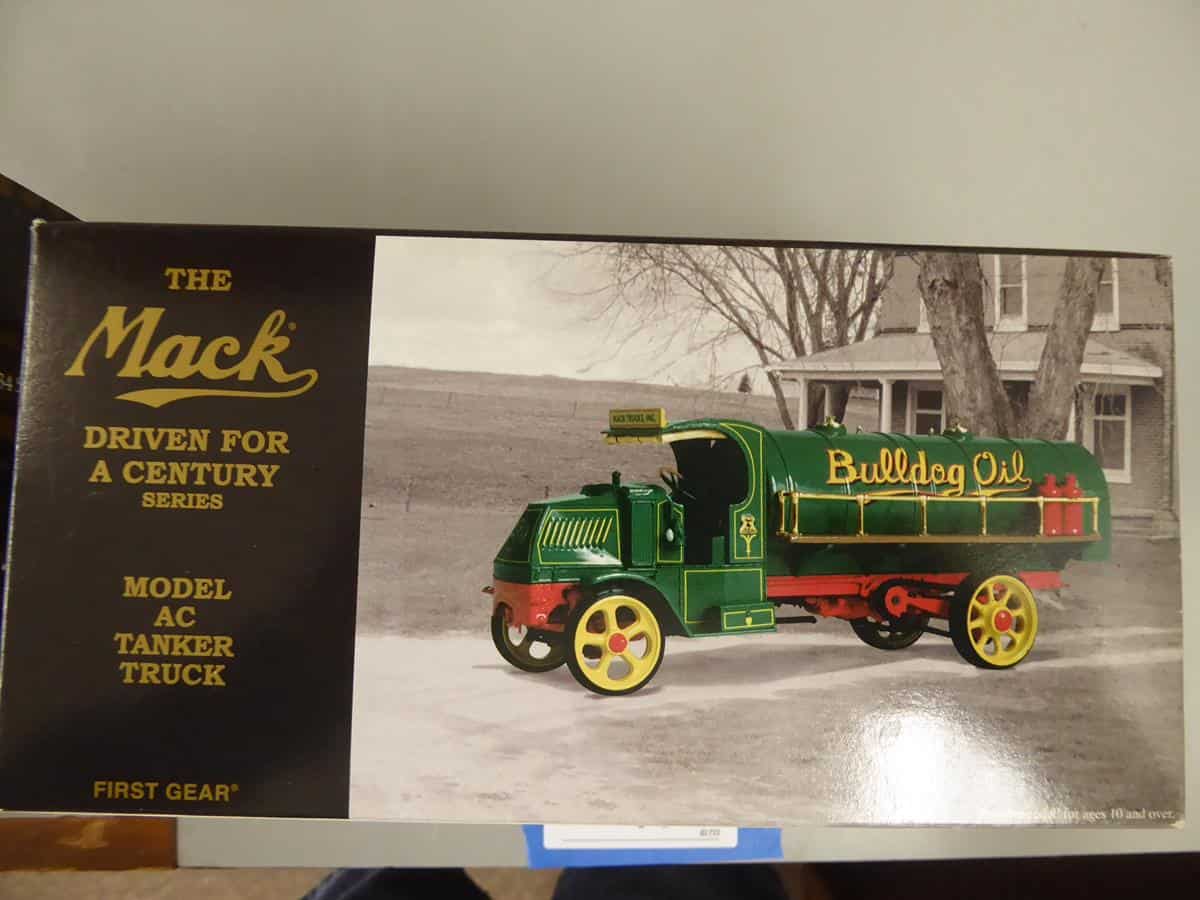 THE
Mack®
DRIVEN FOR
A CENTURY
SERIES
MODEL
AC
TANKER
TRUCK
FIRST GEAR®
MACK TRUCKS, INC.
Bulldog Oil
for ages 10 and over.